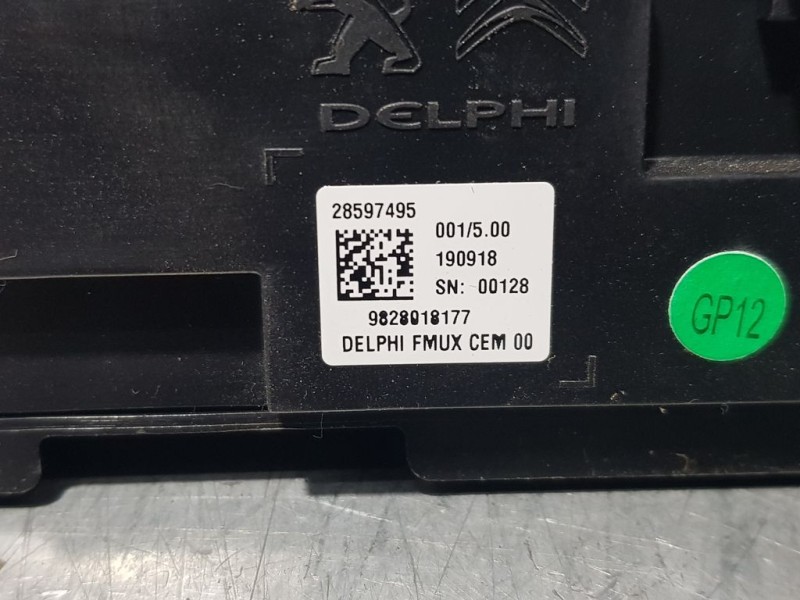 DELPHI
28597495
001/5.00
190918
SN: 00128
9828018177
DELPHI FMUX CEM 00
GP12